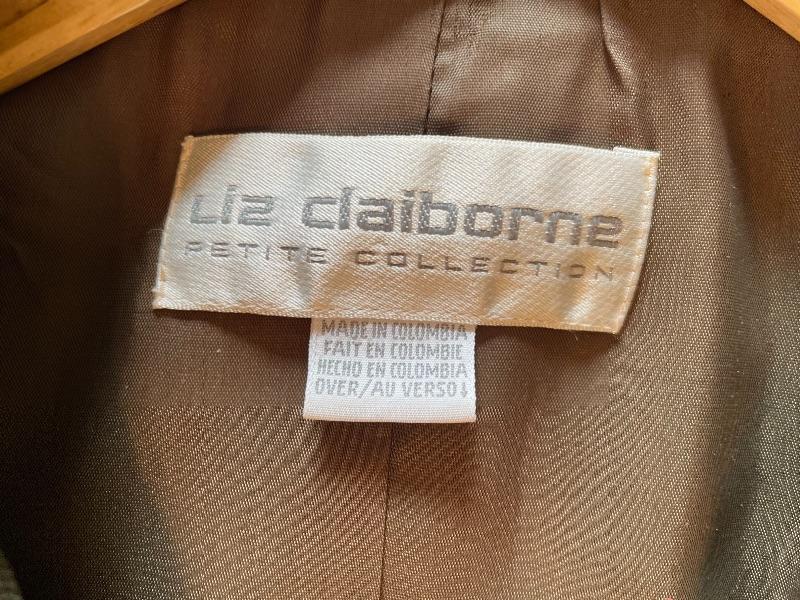 Liz claiborne
PETITE COLLECTION
MADE IN COLOMBIA
FAIT EN COLOMBIE
HECHO EN COLOMBIA
OVER/AU VERSO↓